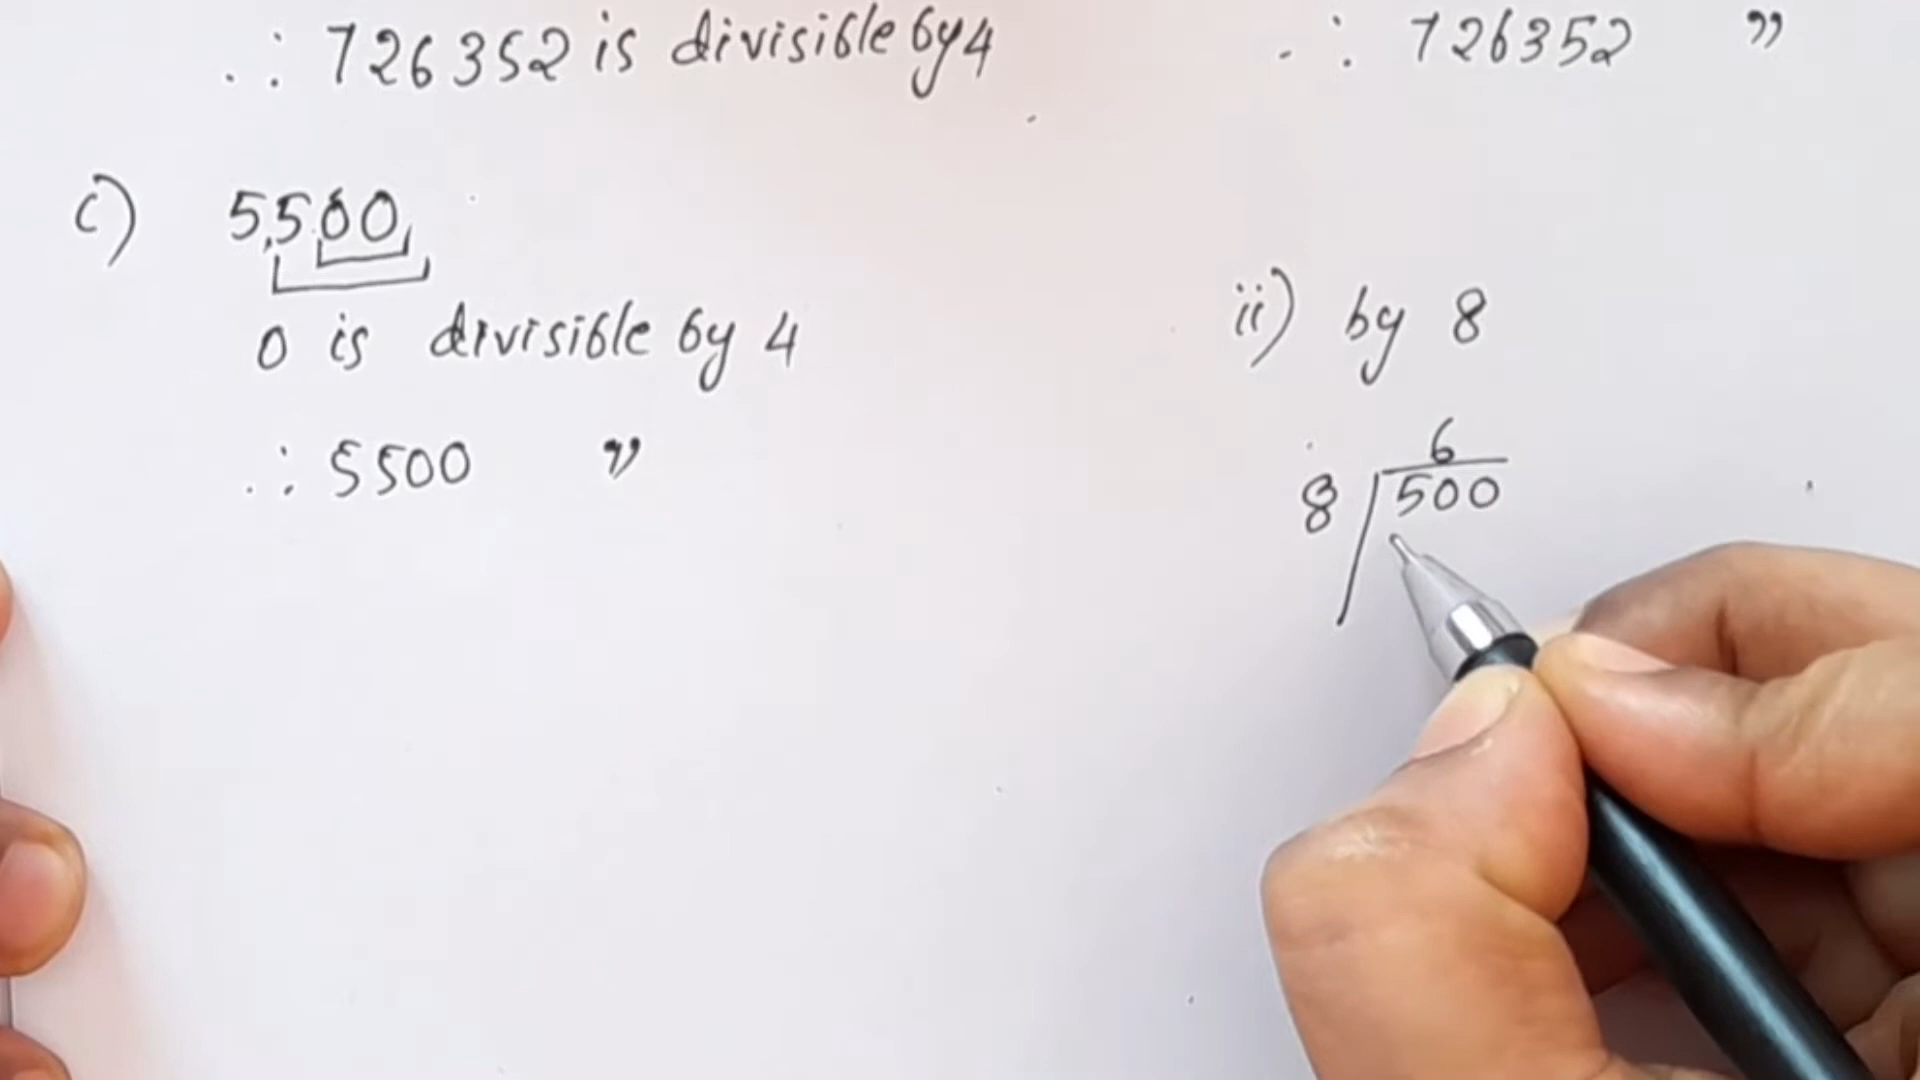 ∴ 726352 is divisible by 4
∴ 726352 "
c) 5,500
0 is divisible by 4
∴ 5500 "
ii) by 8
6
8 500